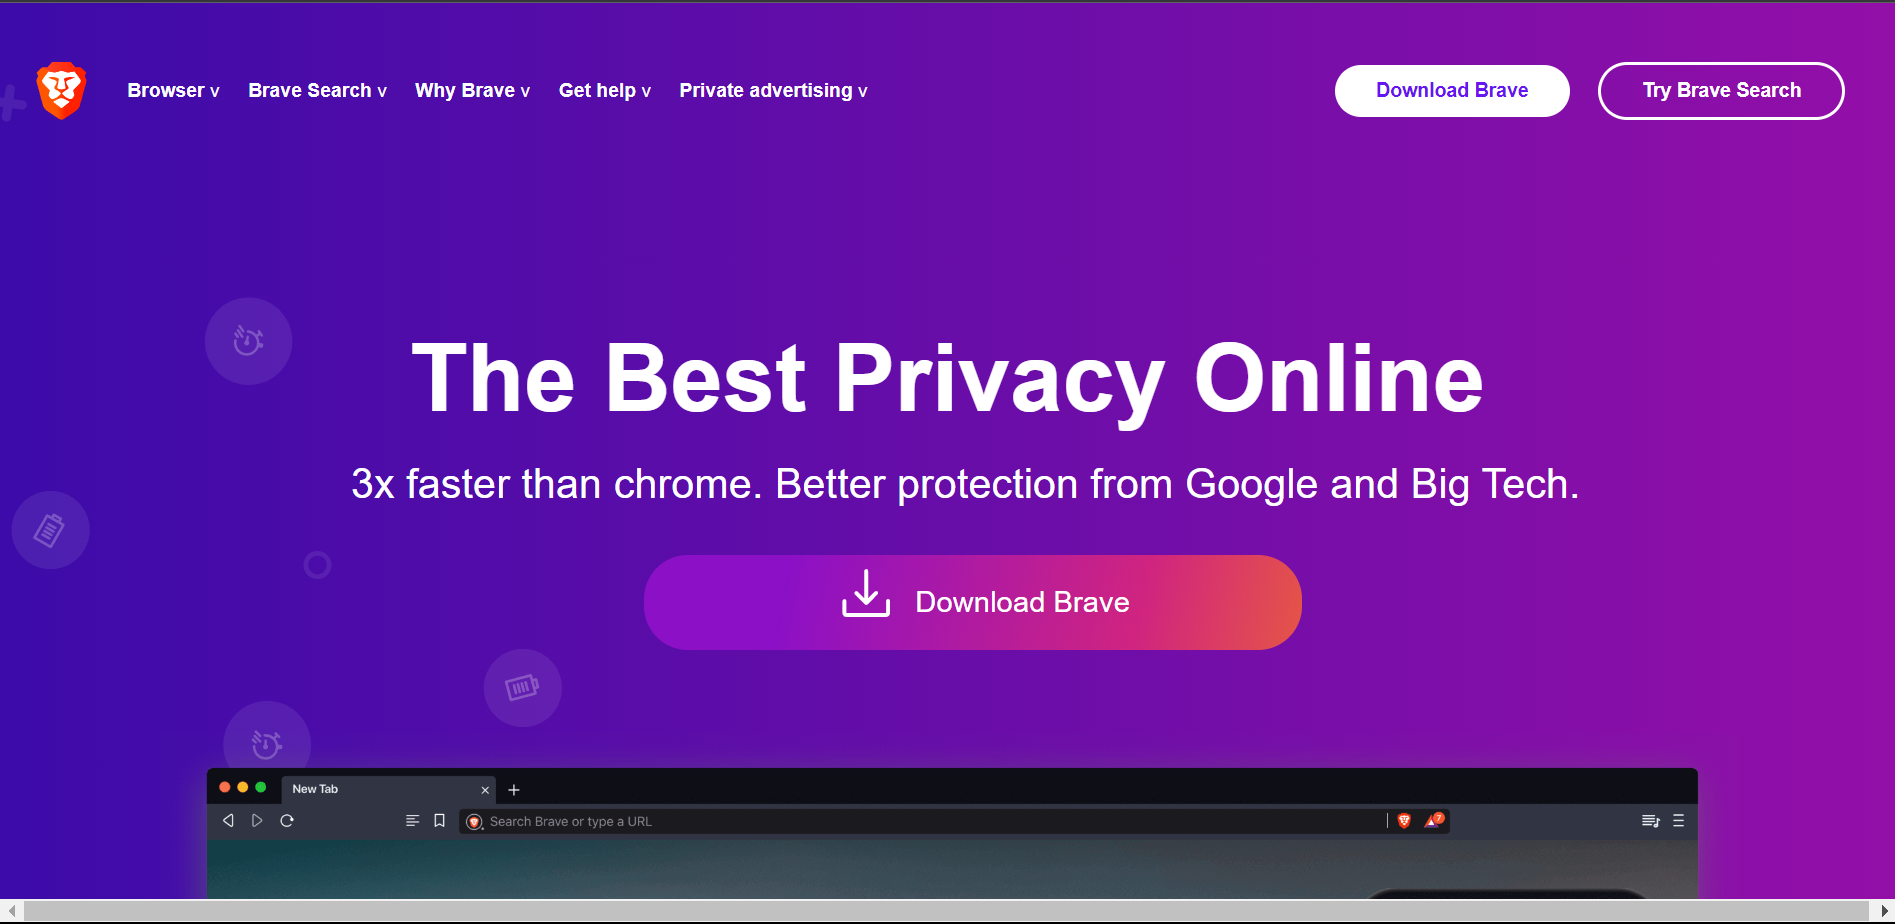 Browser v Brave Search v Why Brave v Get help v Private advertising v Download Brave Try Brave Search
The Best Privacy Online
3x faster than chrome. Better protection from Google and Big Tech.
Download Brave
New Tab
Search Brave or type a URL
7